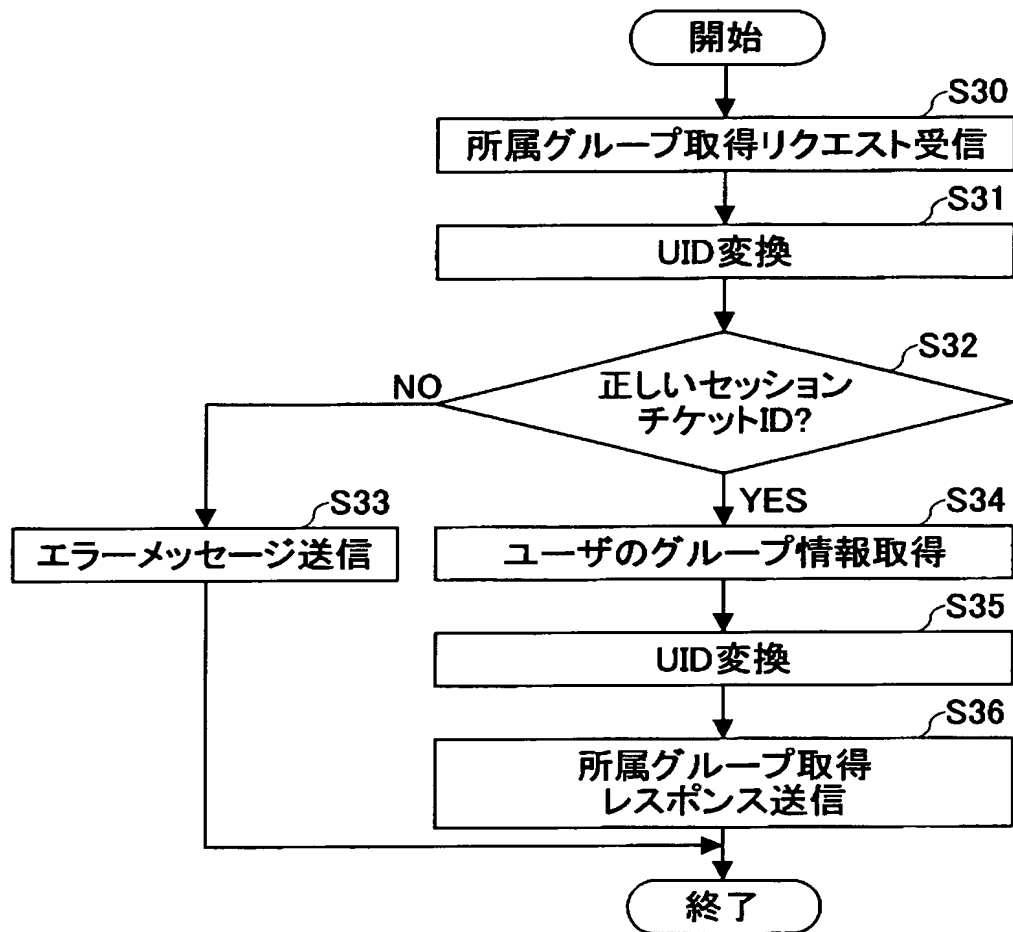 開始
S30
所属グループ取得リクエスト受信
S31
UID変換
S32
正しいセッション
チケットID?
NO
YES
S33
エラーメッセージ送信
S34
ユーザのグループ情報取得
S35
UID変換
S36
所属グループ取得
レスポンス送信
終了